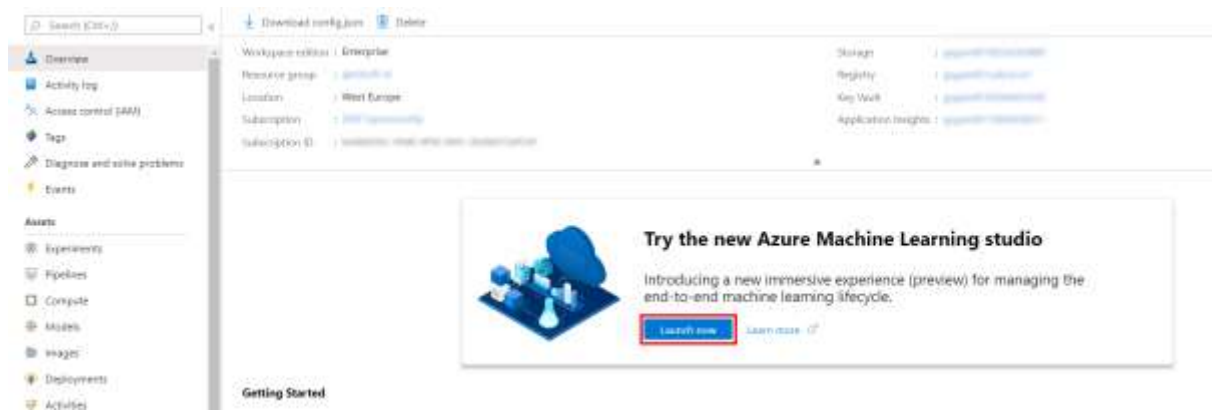 Search (Ctrl+/)
Overview
Activity log
Access control (IAM)
Tags
Diagnose and solve problems
Events
Assets
Experiments
Pipelines
Compute
Models
Images
Deployments
Activities
Download config.json Delete
Workspace edition : Enterprise
Resource group :
Location : West Europe
Subscription :
Subscription ID :
Storage :
Registry :
Key Vault :
Application Insights :
Try the new Azure Machine Learning studio
Introducing a new immersive experience (preview) for managing the
end-to-end machine learning lifecycle.
Launch now Learn more
Getting Started